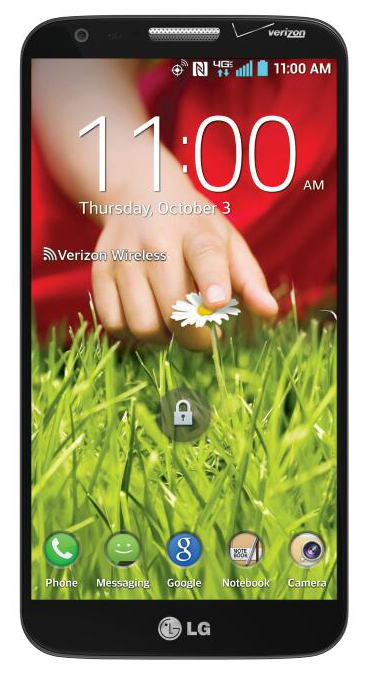 verizon
4G LTE 11:00 AM
11:00 AM
Thursday, October 3
Verizon Wireless
8
NOTE
BOOK
Phone Messaging Google Notebook Camera
LG